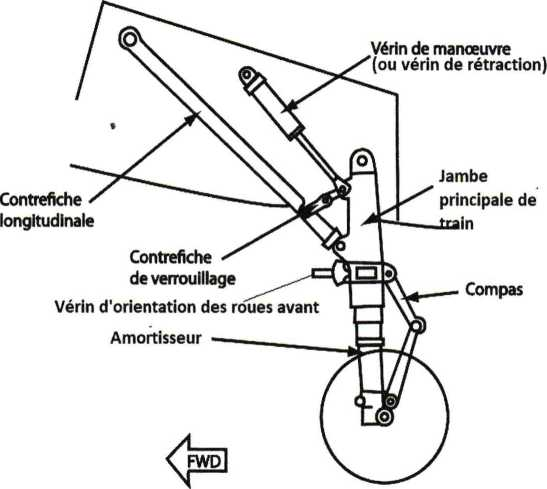 Vérin de manœuvre
(ou vérin de rétraction)
Jambe
principale de
train
Contrefiche
longitudinale
Contrefiche
de verrouillage
Compas
Vérin d'orientation des roues avant
Amortisseur
FWD